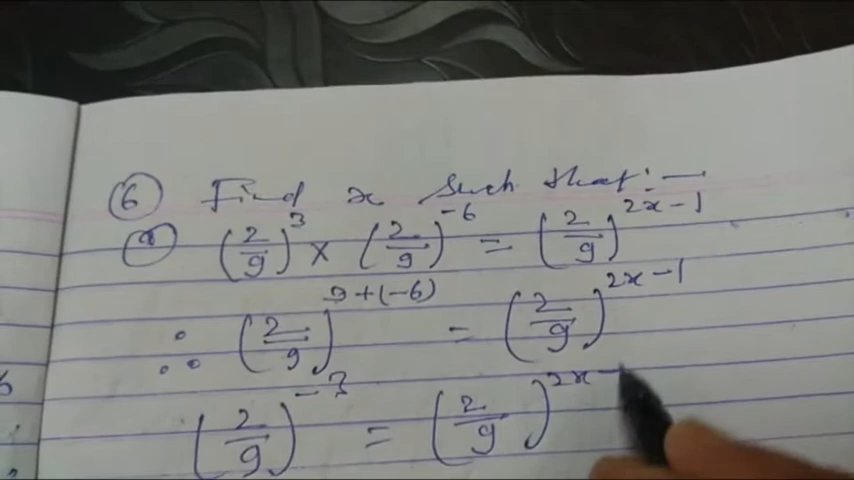 ⑥ Find x such that:—
ⓐ (2/9)^3 × (2/9)^-6 = (2/9)^2x-1
∴ (2/9)^3+(-6) = (2/9)^2x-1
(2/9)^-3 = (2/9)^2x-